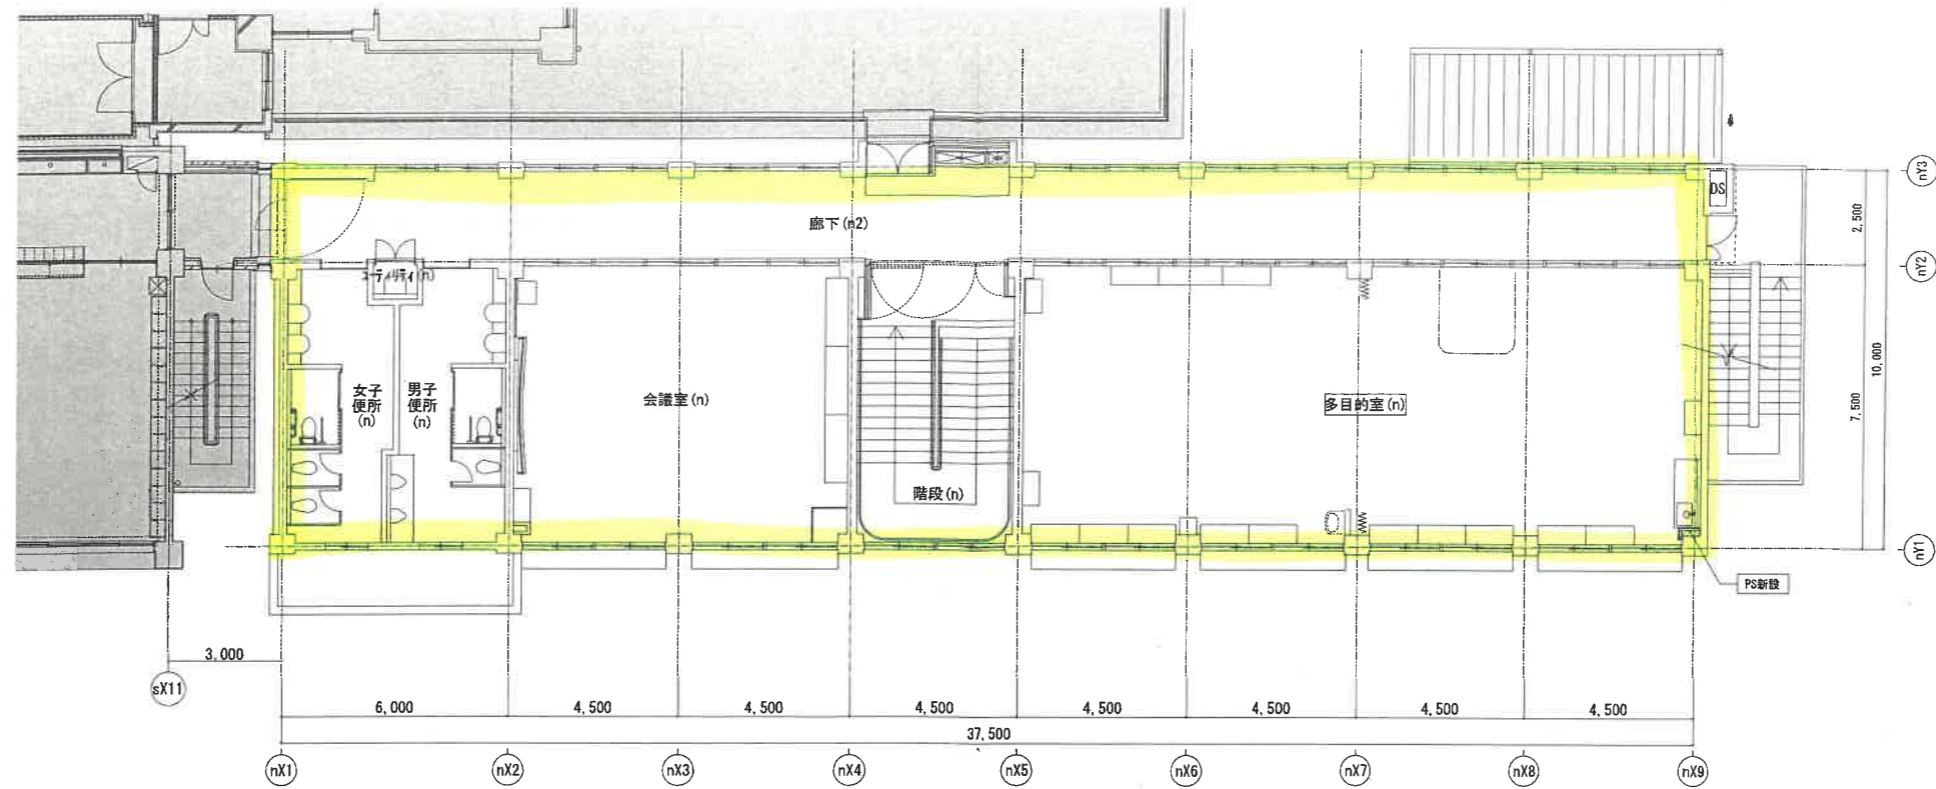 DS
nY3
廊下(n2)
2,500
nY2
ユーティリティ(n)
10,000
女子
便所
(n)
男子
便所
(n)
会議室(n)
多目的室(n)
7,500
階段(n)
nY1
PS新設
3,000
sX11
6,000
4,500
4,500
4,500
4,500
4,500
4,500
4,500
37,500
nX1
nX2
nX3
nX4
nX5
nX6
nX7
nX8
nX9